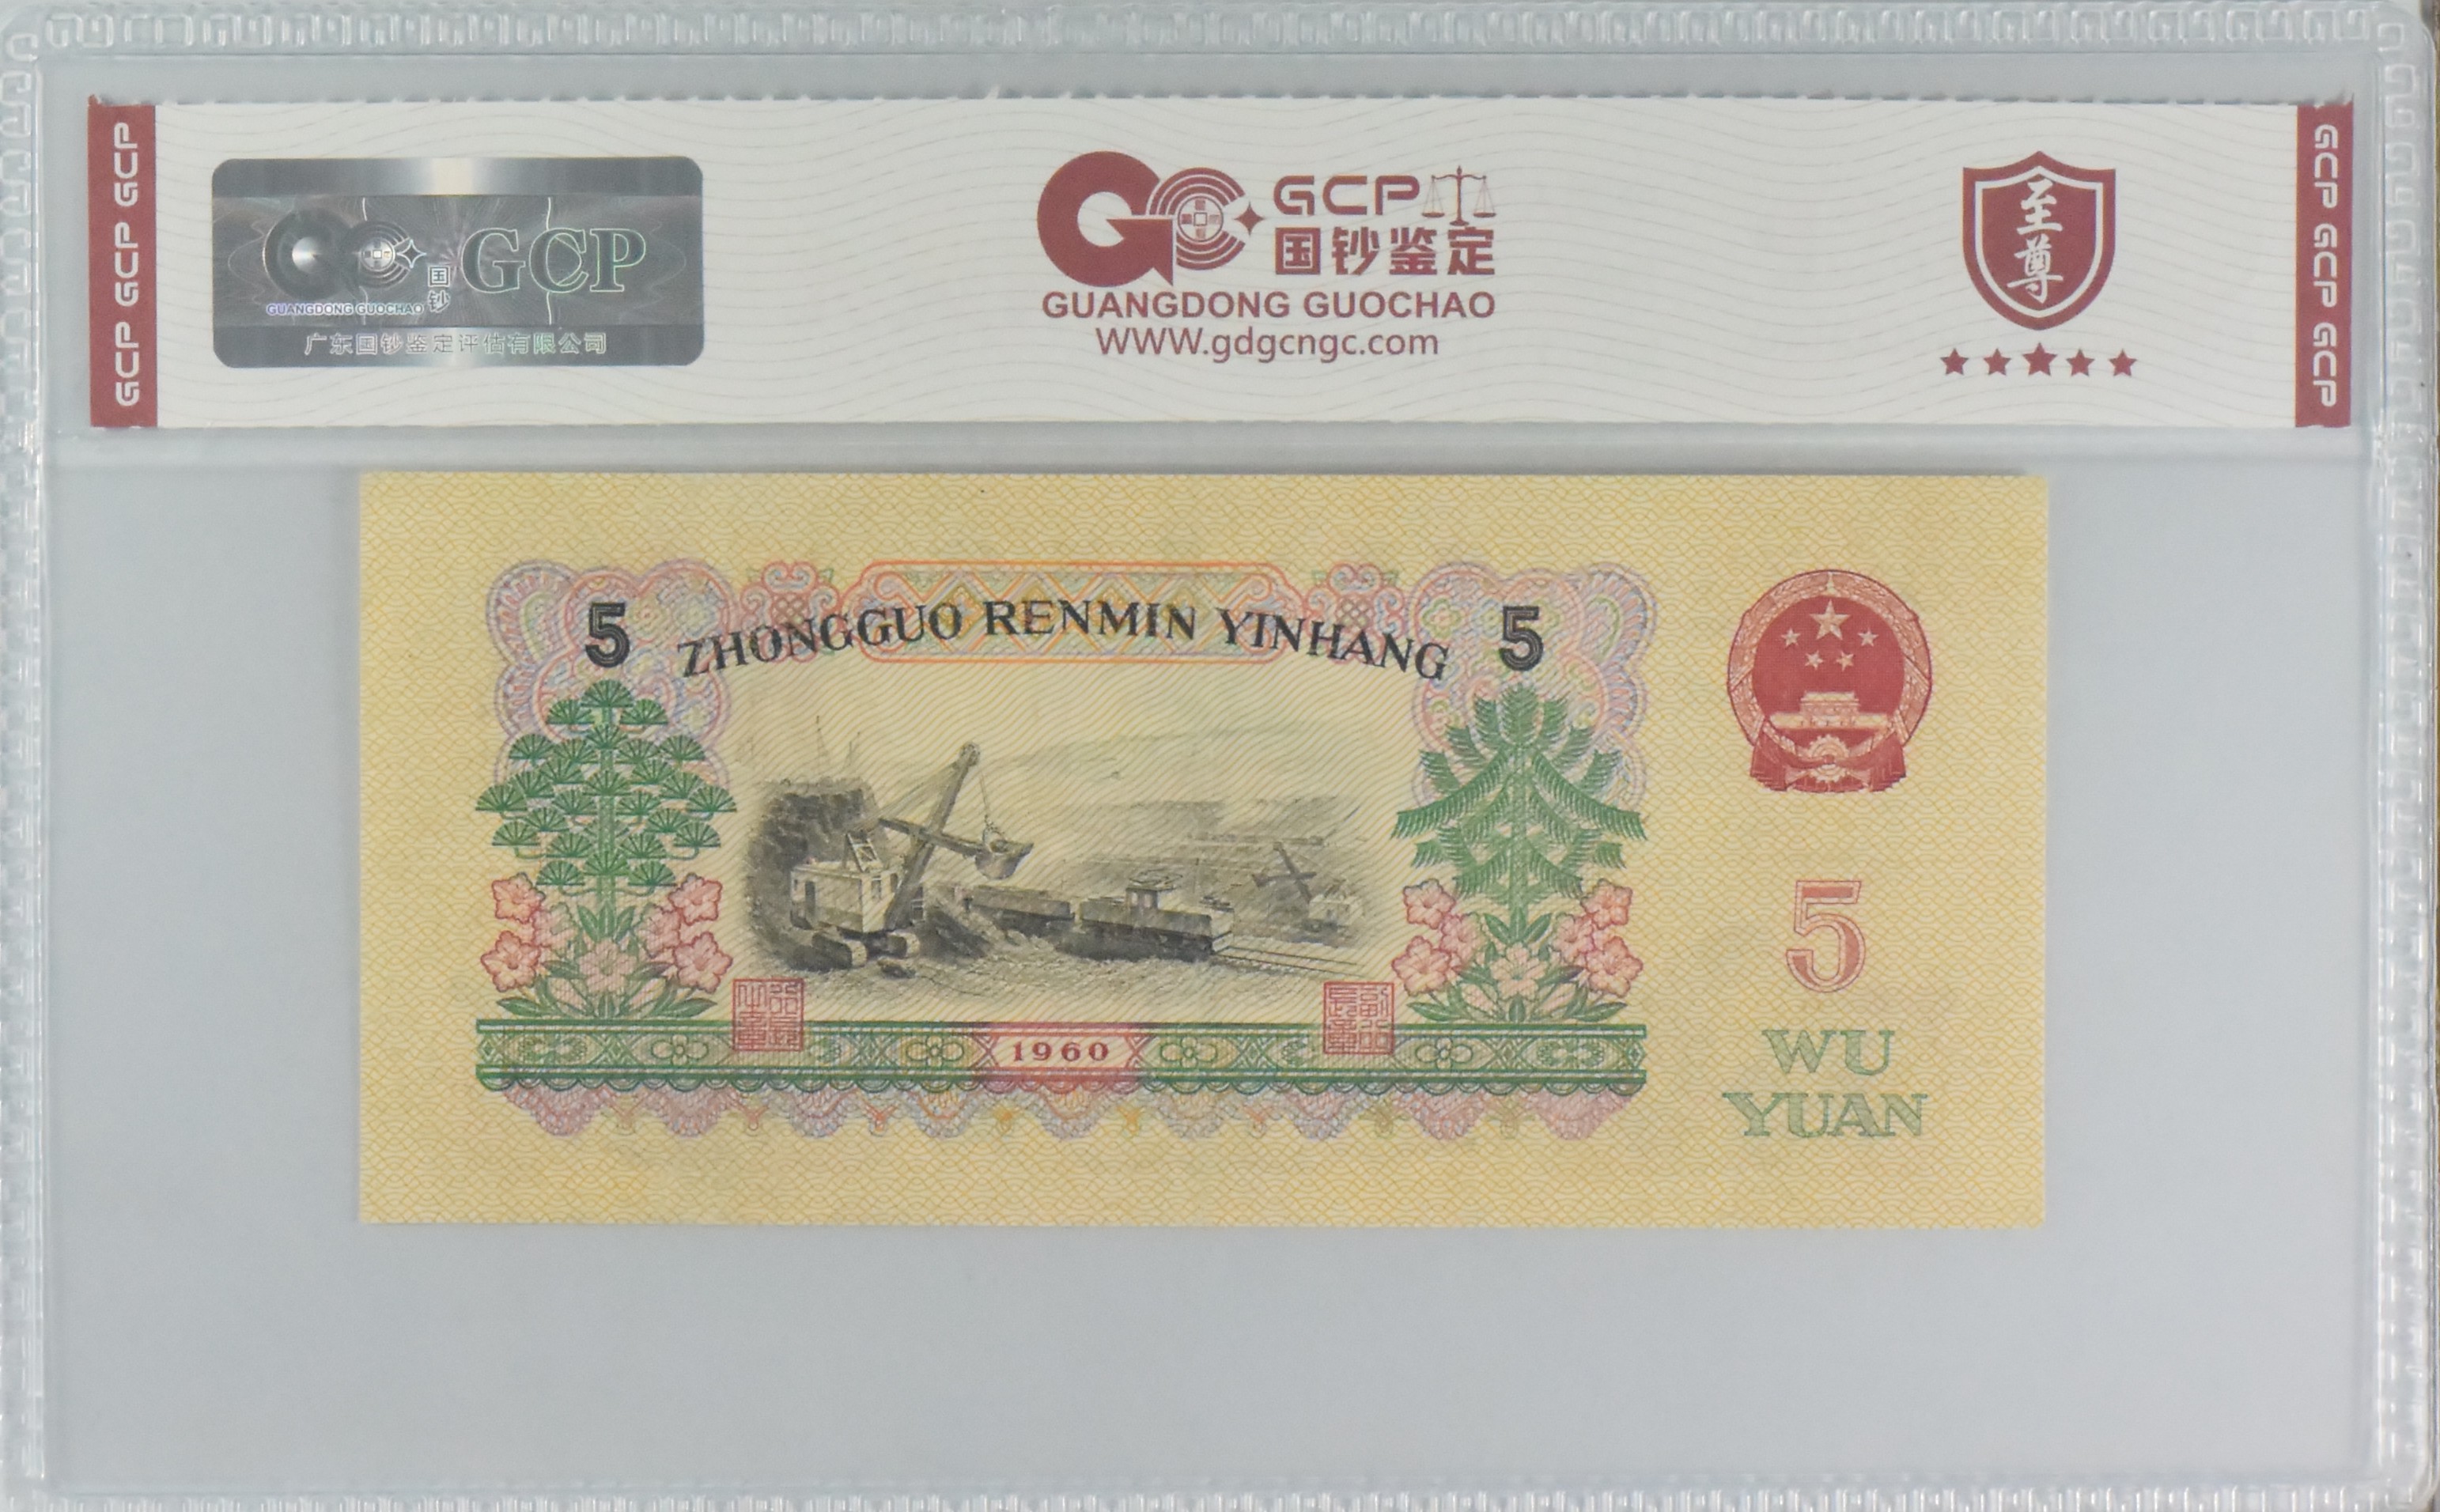 GCP GCP GCP
国钞
GCP
GUANGDONG GUOCHAO
广东国钞鉴定评估有限公司
GCP
国钞鉴定
GUANGDONG GUOCHAO
WWW.gdgcngc.com
至尊
GCP GCP GCP
5 ZHONGGUO RENMIN YINHANG 5
1960
5
WU
YUAN